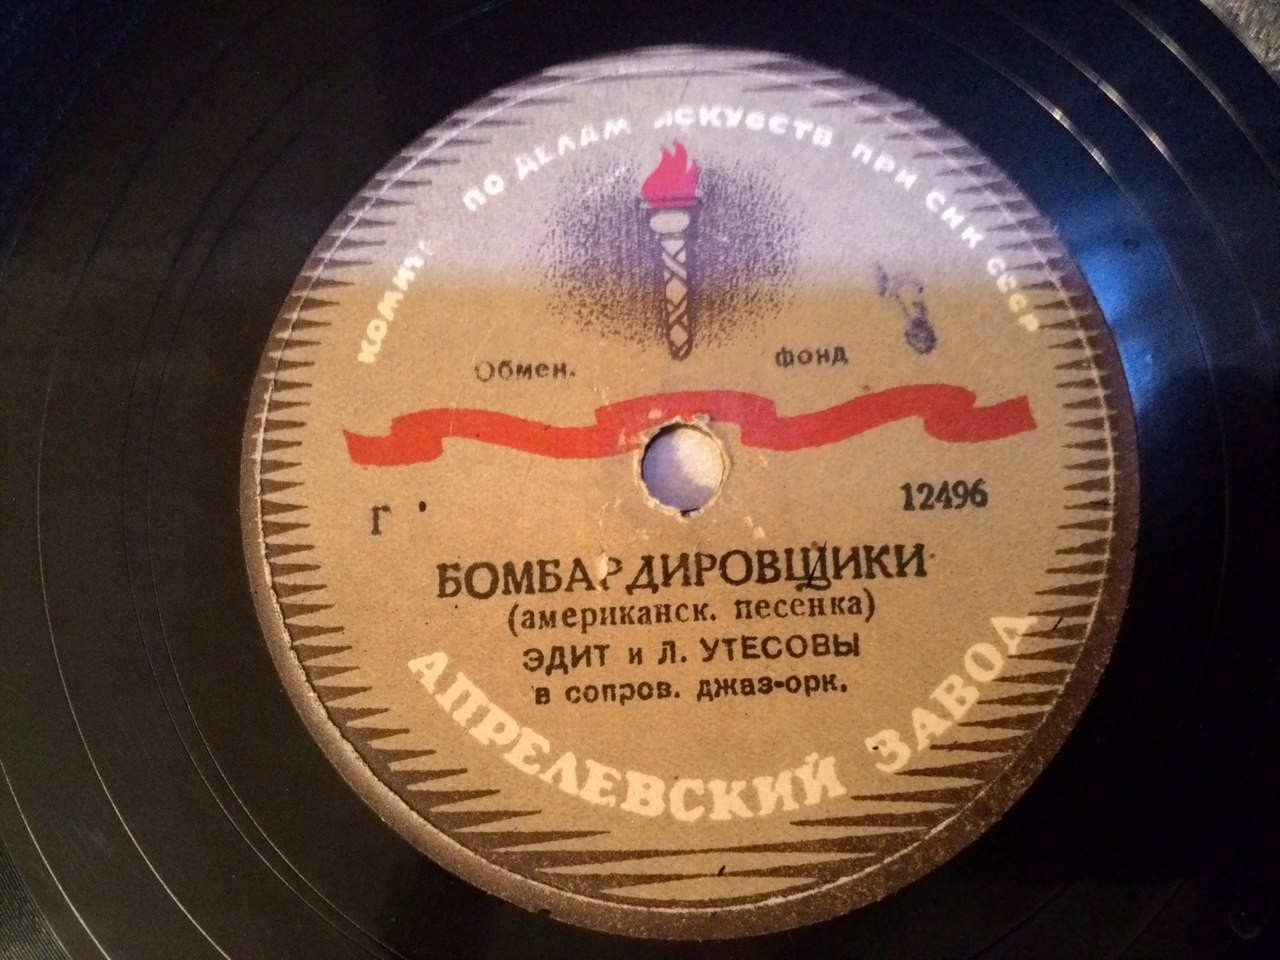 КОМИТЕ ПО ДЕЛАМ ИСКУССТВ ПРИ СНК СССР
Обмен. фонд
Г 12496
БОМБАРДИРОВЩИКИ
(американск. песенка)
ЭДИТ и Л. УТЕСОВЫ
в сопров. джаз-орк.
АПРЕЛЕВСКИЙ ЗАВОД